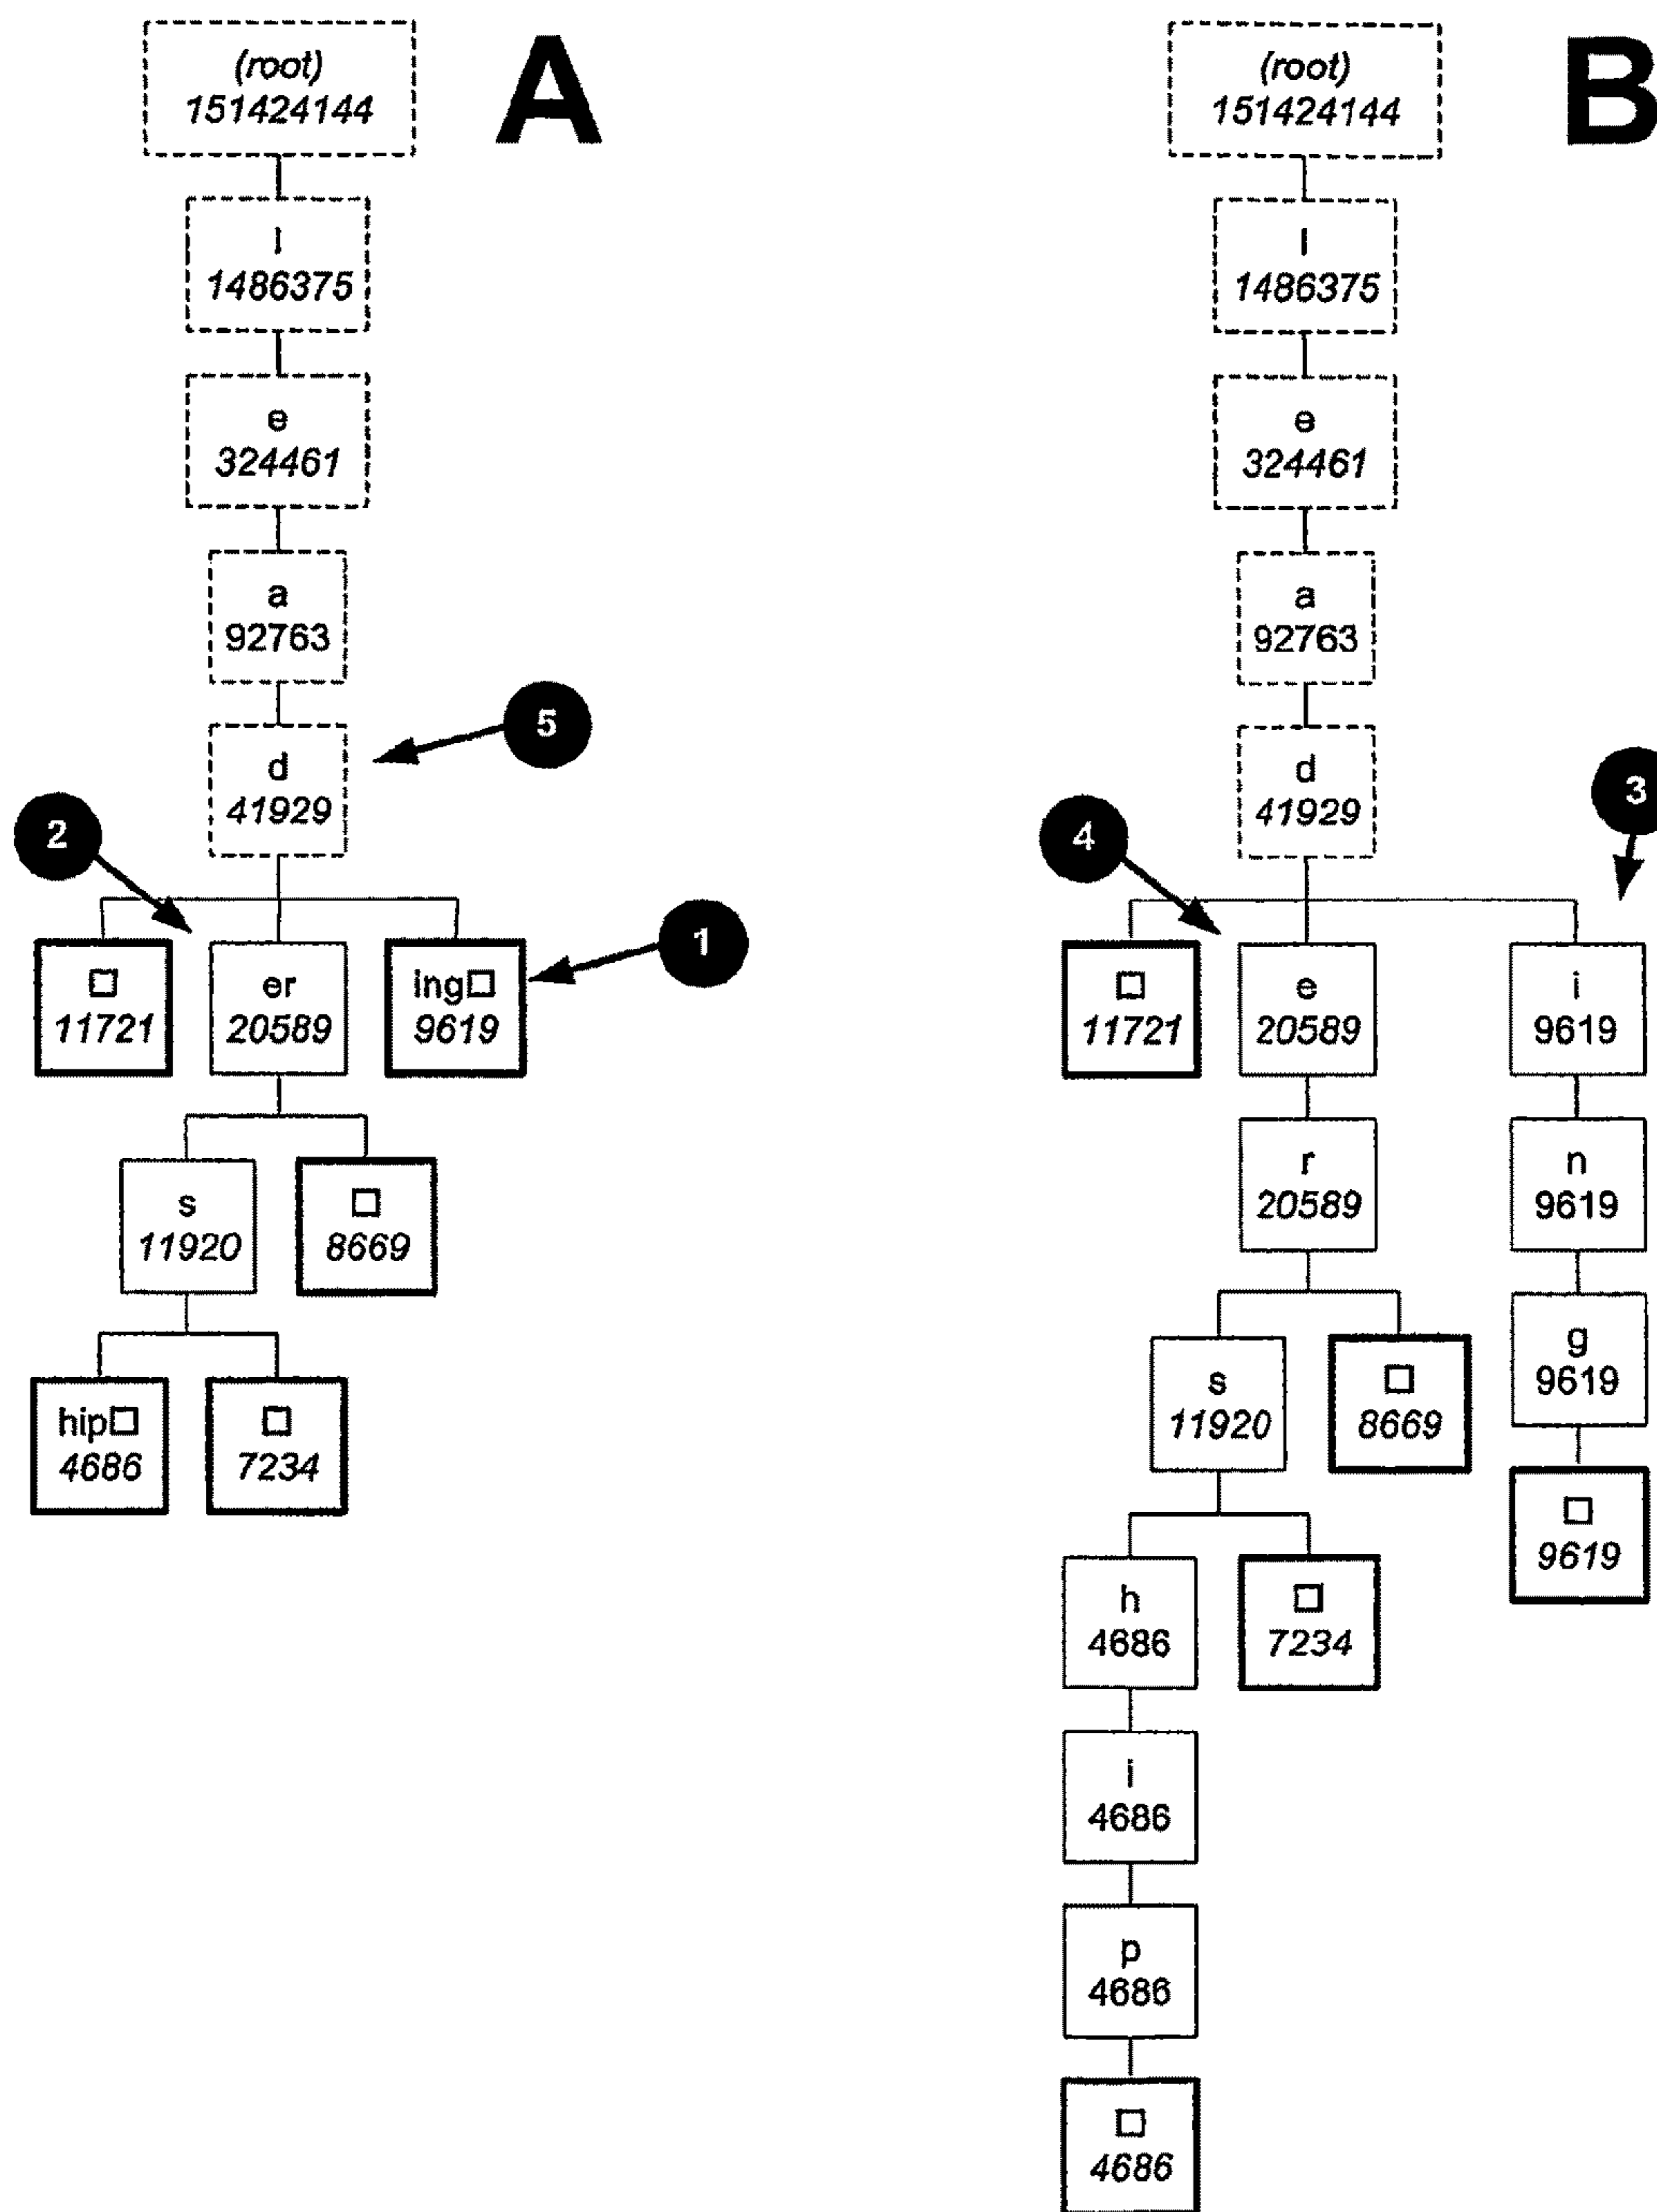 (root)
151424144
A
l
1486375
e
324461
a
92763
5
d
41929
2
1
□
11721
er
20589
ing□
9619
s
11920
□
8669
hip□
4686
□
7234
(root)
151424144
B
l
1486375
e
324461
a
92763
3
d
41929
4
□
11721
e
20589
i
9619
r
20589
n
9619
s
11920
□
8669
g
9619
h
4686
□
7234
□
9619
i
4686
p
4686
□
4686